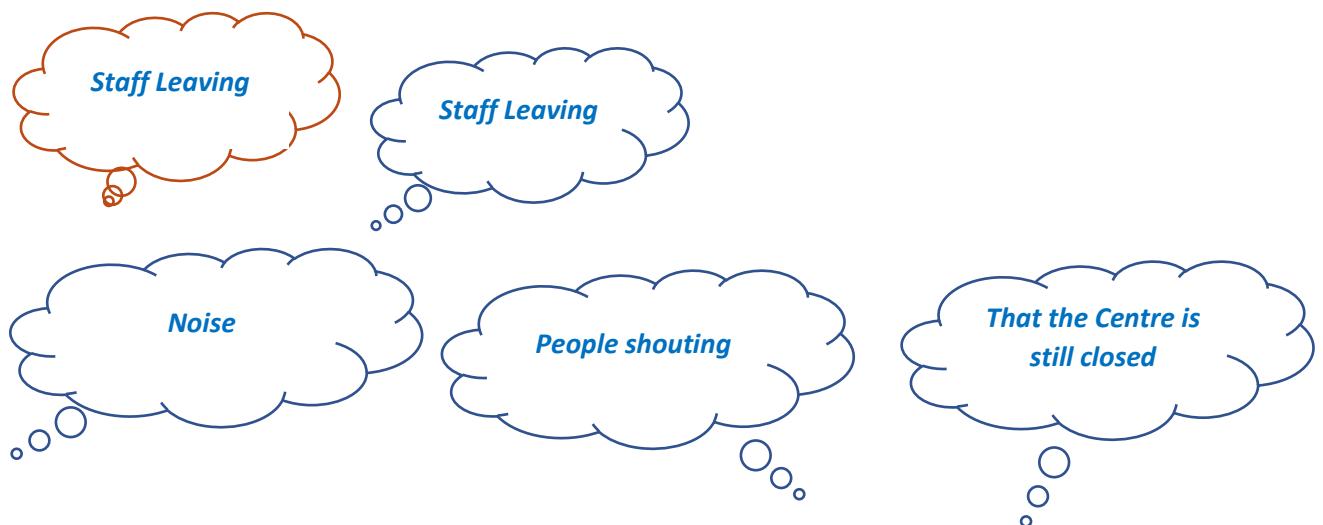 Staff Leaving
Staff Leaving
Noise
People shouting
That the Centre is
still closed